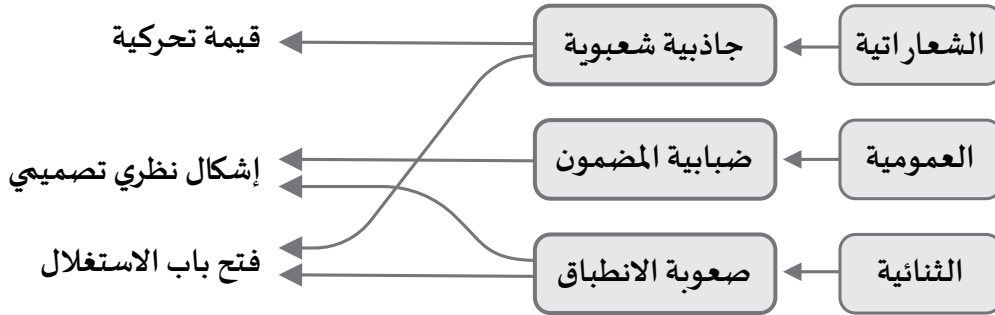 الشعاراتية
جاذبية شعبوية
قيمة تحركية
العمومية
ضبابية المضمون
إشكال نظري تصميمي
الثنائية
صعوبة الانطباق
فتح باب الاستغلال